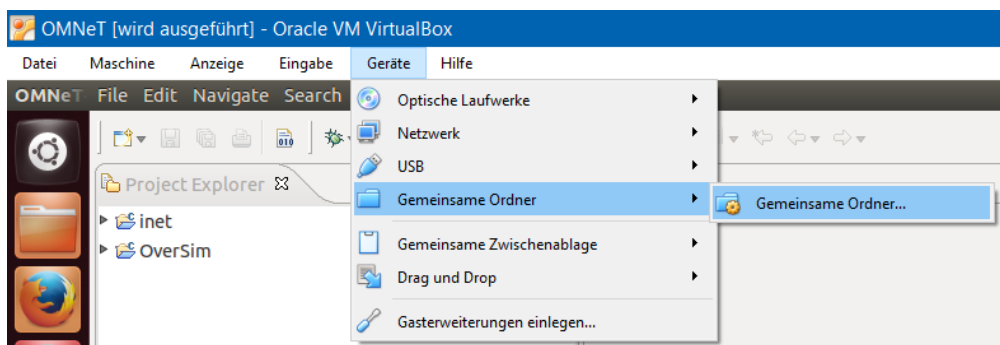 OMNeT [wird ausgeführt] - Oracle VM VirtualBox
Datei Maschine Anzeige Eingabe Geräte Hilfe
OMNeT File Edit Navigate Search
Optische Laufwerke
Netzwerk
USB
Gemeinsame Ordner
Gemeinsame Ordner...
Gemeinsame Zwischenablage
Drag und Drop
Gasterweiterungen einlegen...
010
Project Explorer
inet
OverSim